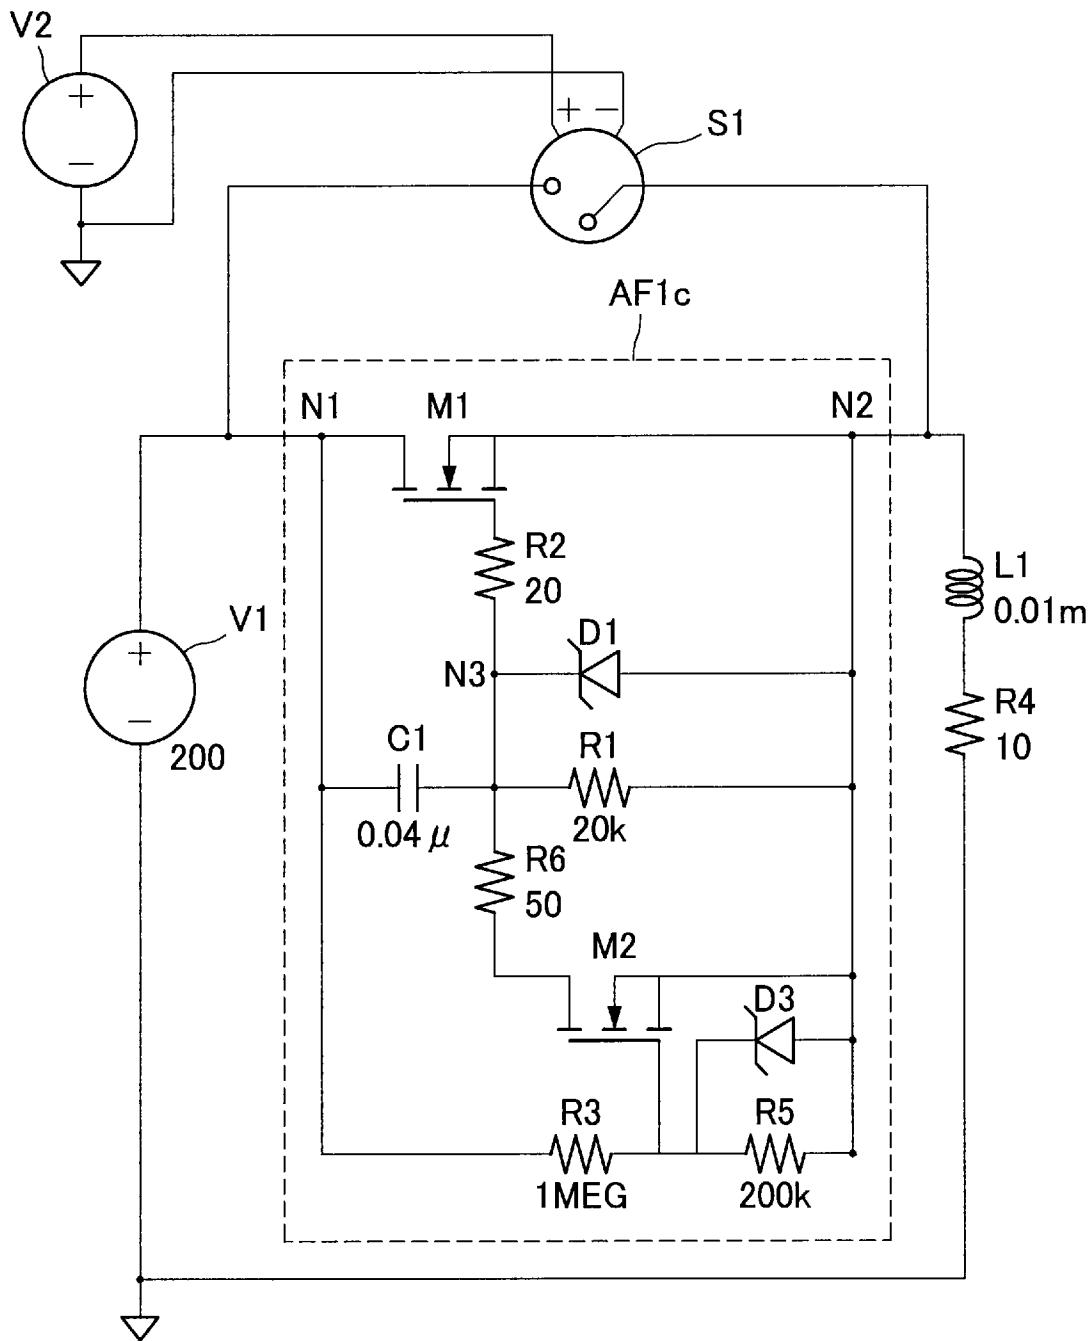 V2
+
−
+ −
S1
AF1c
N1
M1
N2
R2
20
L1
0.01m
D1
V1
+
−
200
N3
R4
10
C1
0.04μ
R1
20k
R6
50
M2
D3
R3
1MEG
R5
200k